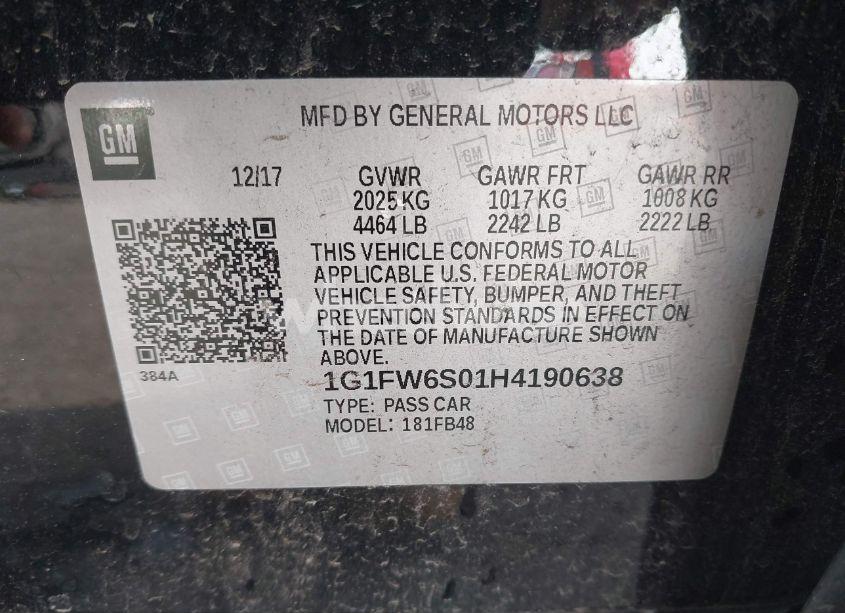 GM
MFD BY GENERAL MOTORS LLC
12/17 GVWR GAWR FRT GAWR RR
2025 KG 1017 KG 1008 KG
4464 LB 2242 LB 2222 LB
THIS VEHICLE CONFORMS TO ALL
APPLICABLE U.S. FEDERAL MOTOR
VEHICLE SAFETY, BUMPER, AND THEFT
PREVENTION STANDARDS IN EFFECT ON
THE DATE OF MANUFACTURE SHOWN
ABOVE.
384A
1G1FW6S01H4190638
TYPE: PASS CAR
MODEL: 181FB48